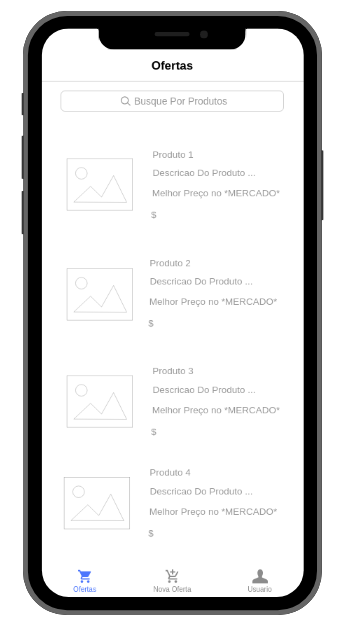 Ofertas
Busque Por Produtos
Produto 1
Descricao Do Produto ...
Melhor Preço no *MERCADO*
$
Produto 2
Descricao Do Produto ...
Melhor Preço no *MERCADO*
$
Produto 3
Descricao Do Produto ...
Melhor Preço no *MERCADO*
$
Produto 4
Descricao Do Produto ...
Melhor Preço no *MERCADO*
$
Ofertas Nova Oferta Usuario